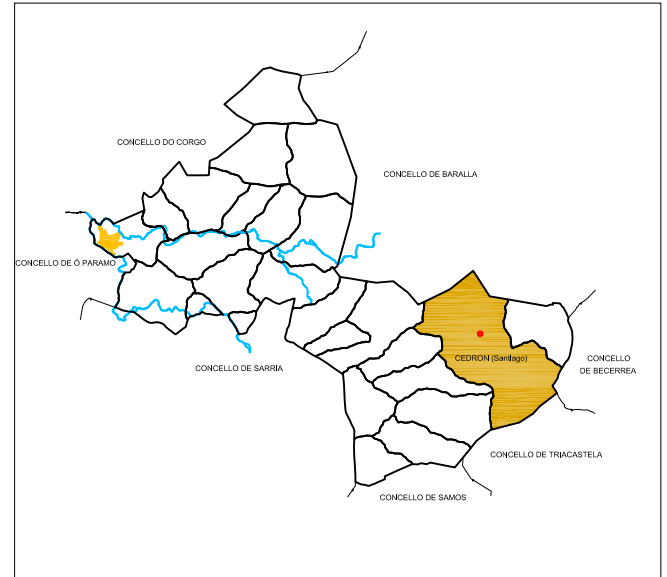 CONCELLO DO CORGO
CONCELLO DE BARALLA
CONCELLO DE Ó PARAMO
CONCELLO DE SARRIA
CEDRON (Santiago)
CONCELLO
DE BECERREA
CONCELLO DE TRIACASTELA
CONCELLO DE SAMOS